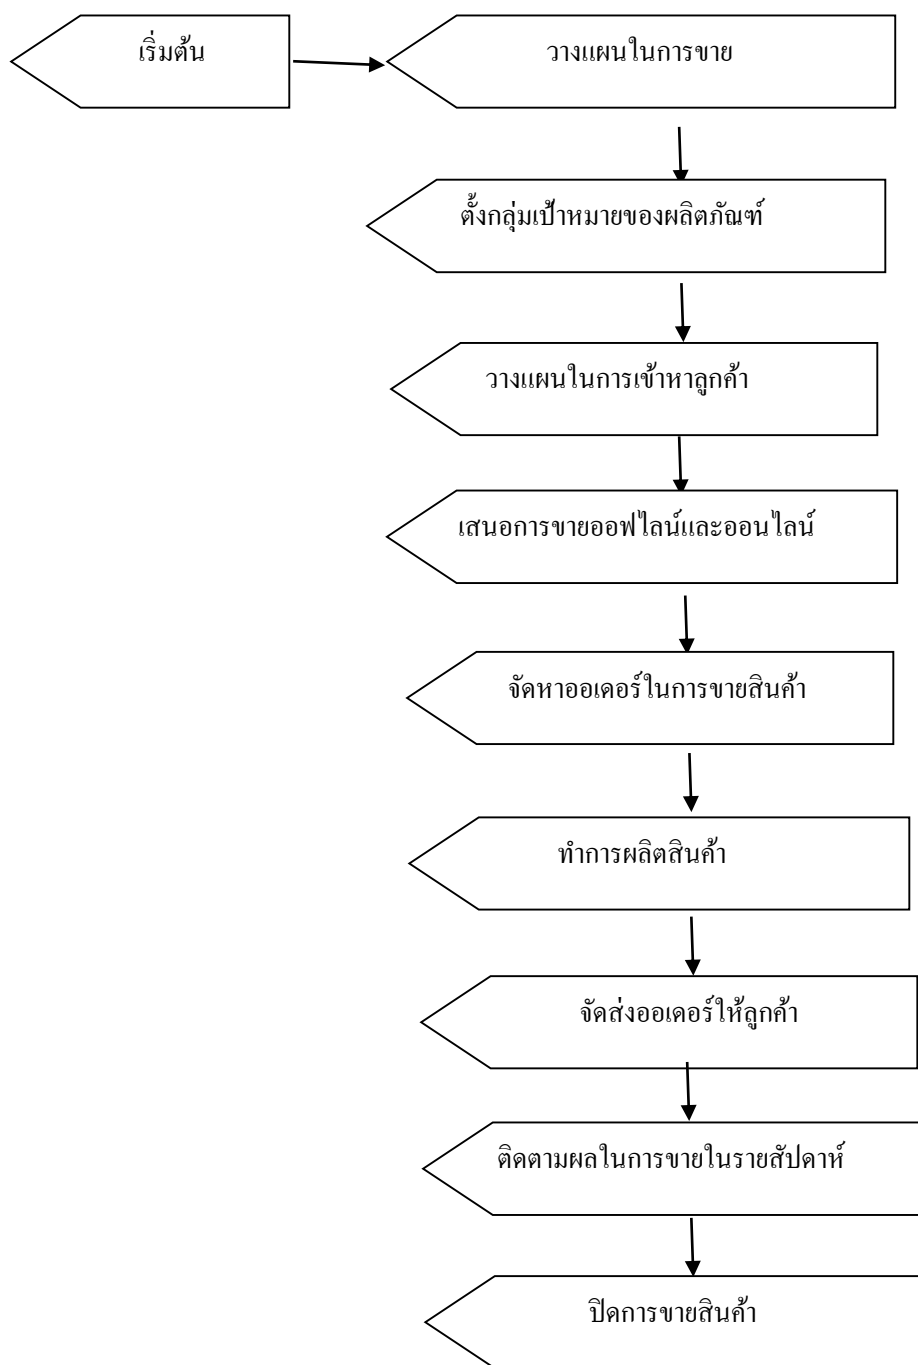 เริ่มต้น
วางแผนในการขาย
ตั้งกลุ่มเป้าหมายของผลิตภัณฑ์
วางแผนในการเข้าหาลูกค้า
เสนอการขายออฟไลน์และออนไลน์
จัดหาออเดอร์ในการขายสินค้า
ทำการผลิตสินค้า
จัดส่งออเดอร์ให้ลูกค้า
ติดตามผลในการขายในรายสัปดาห์
ปิดการขายสินค้า